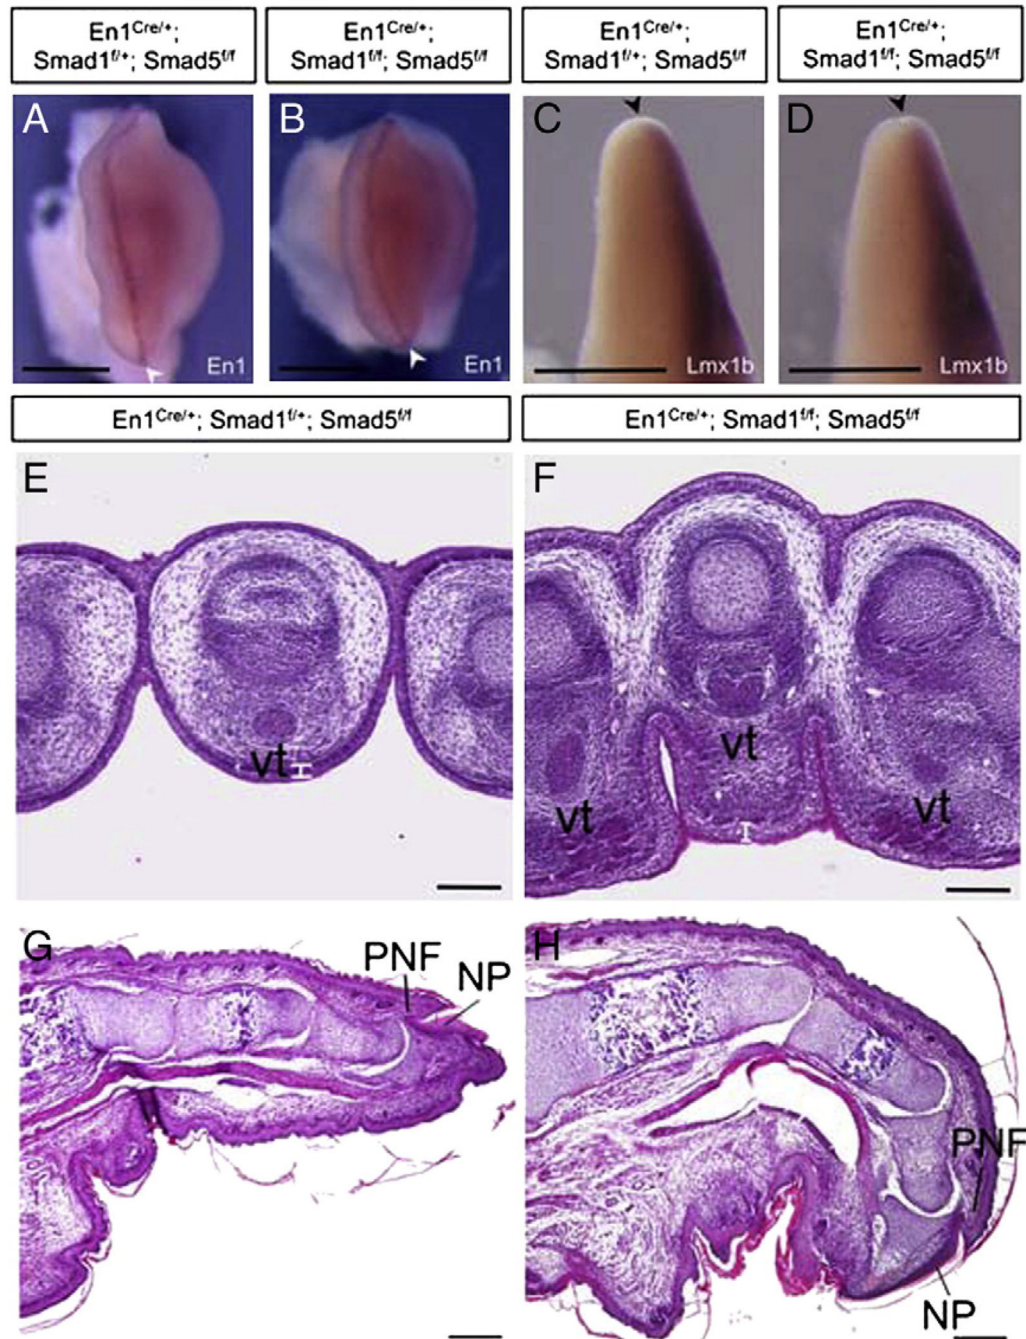 En1Cre/+;
Smad1f/+; Smad5f/f
En1Cre/+;
Smad1f/f; Smad5f/f
En1Cre/+;
Smad1f/+; Smad5f/f
En1Cre/+;
Smad1f/f; Smad5f/f
A
En1
B
En1
C
Lmx1b
D
Lmx1b
En1Cre/+; Smad1f/+; Smad5f/f
En1Cre/+; Smad1f/f; Smad5f/f
E
vt
F
vt
vt
vt
G
PNF
NP
H
PNF
NP